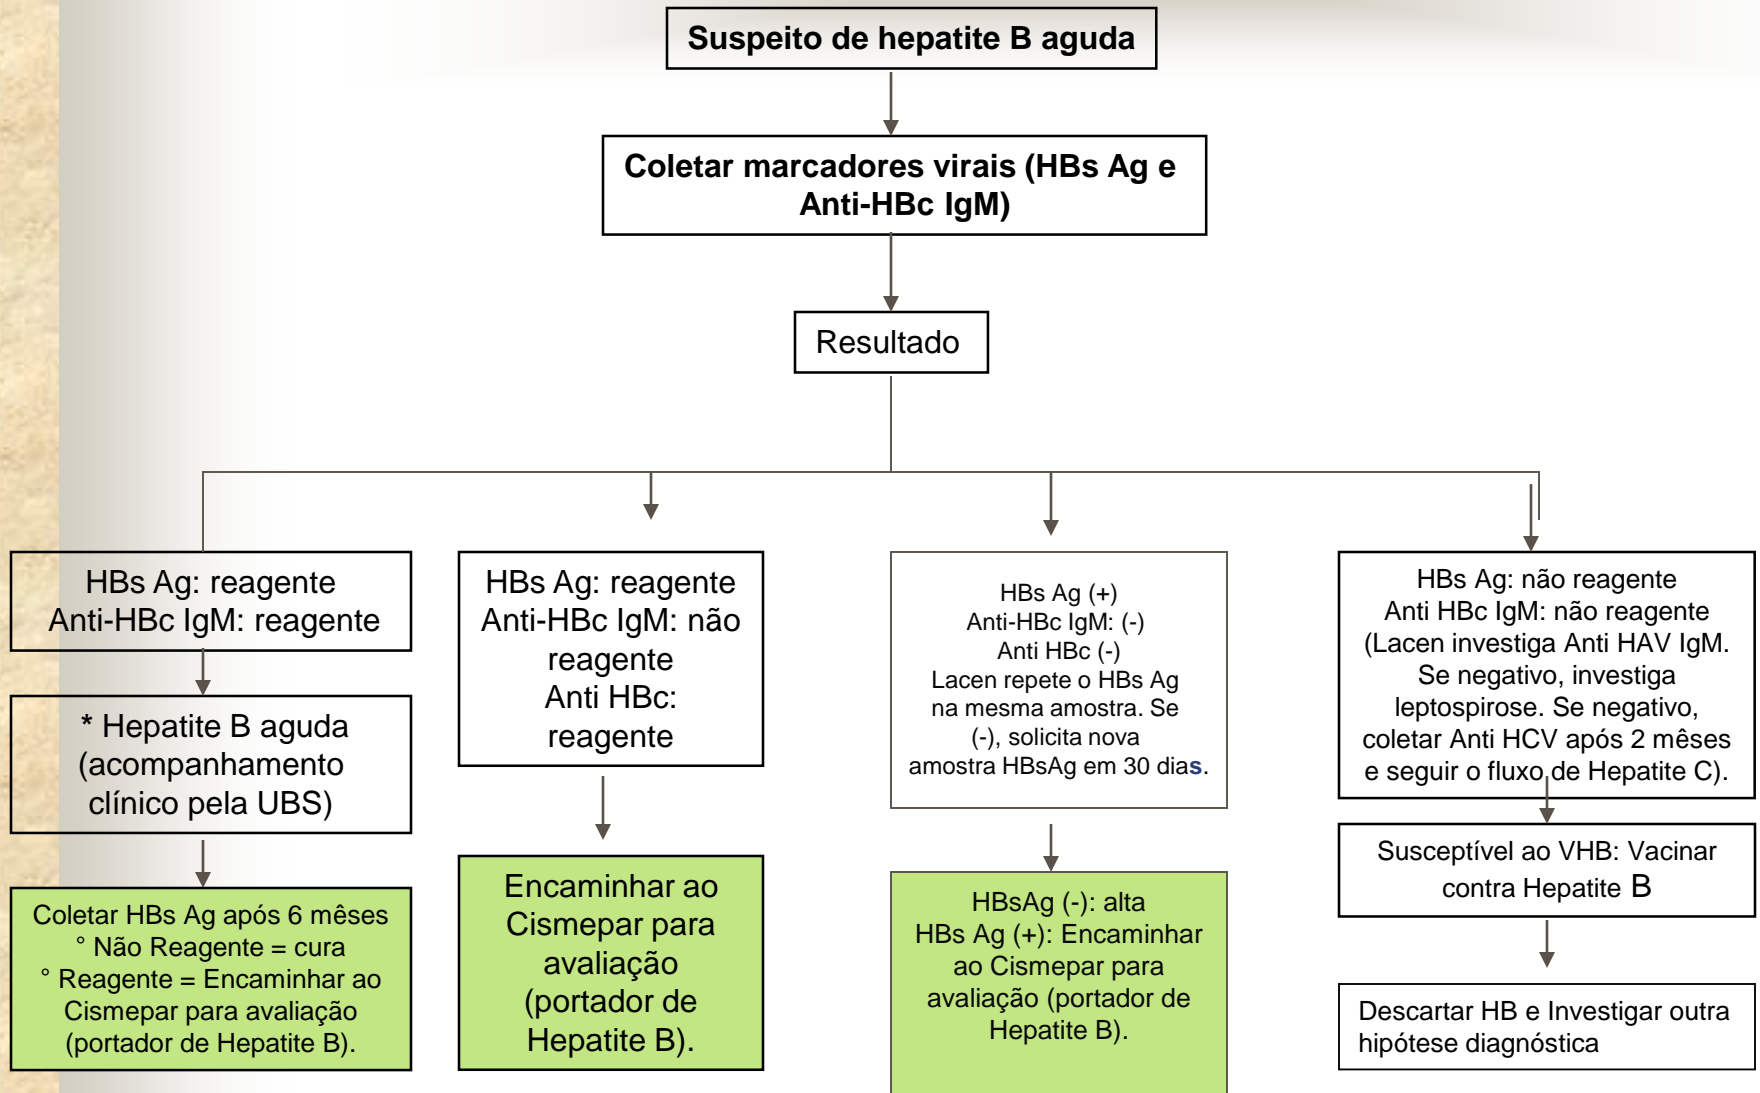 Suspeito de hepatite B aguda
Coletar marcadores virais (HBs Ag e
Anti-HBc IgM)
Resultado
HBs Ag: reagente
Anti-HBc IgM: reagente
* Hepatite B aguda
(acompanhamento
clínico pela UBS)
Coletar HBs Ag após 6 mêses
° Não Reagente = cura
° Reagente = Encaminhar ao
Cismepar para avaliação
(portador de Hepatite B).
HBs Ag: reagente
Anti-HBc IgM: não
reagente
Anti HBc:
reagente
Encaminhar ao
Cismepar para
avaliação
(portador de
Hepatite B).
HBs Ag (+)
Anti-HBc IgM: (-)
Anti HBc (-)
Lacen repete o HBs Ag
na mesma amostra. Se
(-), solicita nova
amostra HBsAg em 30 dias.
HBsAg (-): alta
HBs Ag (+): Encaminhar
ao Cismepar para
avaliação (portador de
Hepatite B).
HBs Ag: não reagente
Anti HBc IgM: não reagente
(Lacen investiga Anti HAV IgM.
Se negativo, investiga
leptospirose. Se negativo,
coletar Anti HCV após 2 mêses
e seguir o fluxo de Hepatite C).
Susceptível ao VHB: Vacinar
contra Hepatite B
Descartar HB e Investigar outra
hipótese diagnóstica